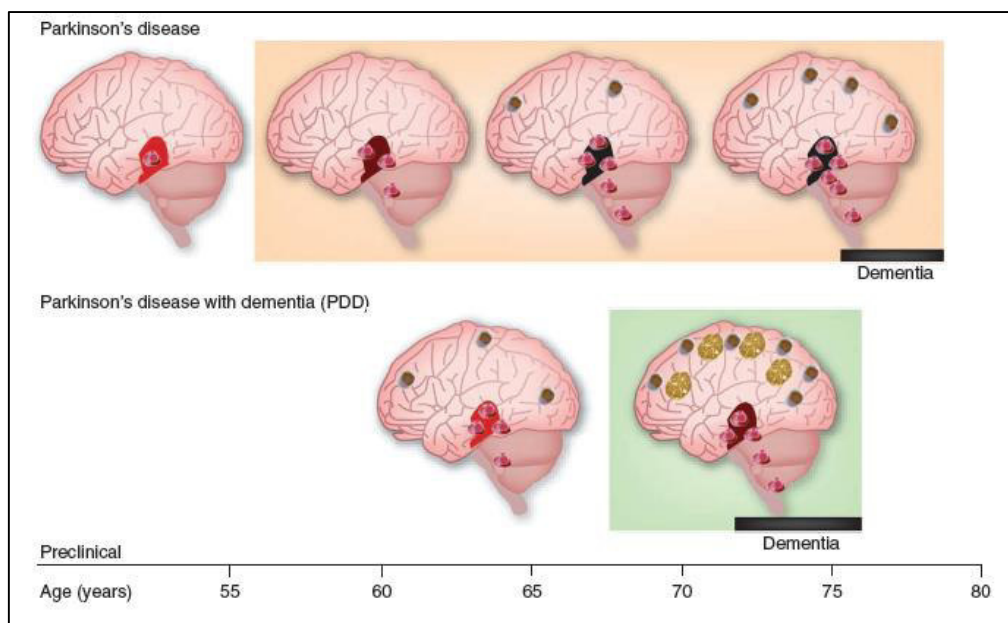 Parkinson's disease
Dementia
Parkinson's disease with dementia (PDD)
Dementia
Preclinical
Age (years) 55 60 65 70 75 80